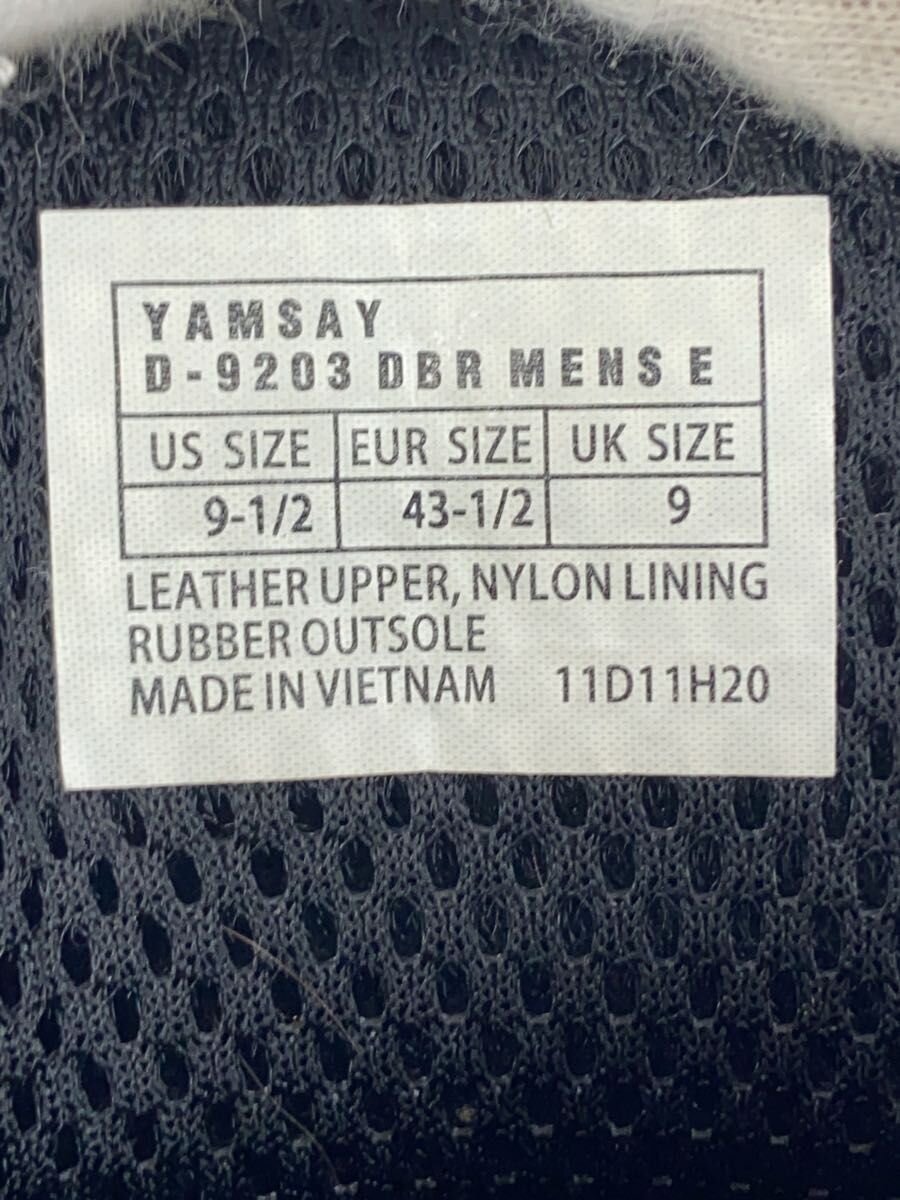 YAMSAY
D-9203 DBR MENS E
US SIZE EUR SIZE UK SIZE
9-1/2 43-1/2 9
LEATHER UPPER, NYLON LINING
RUBBER OUTSOLE
MADE IN VIETNAM 11D11H20